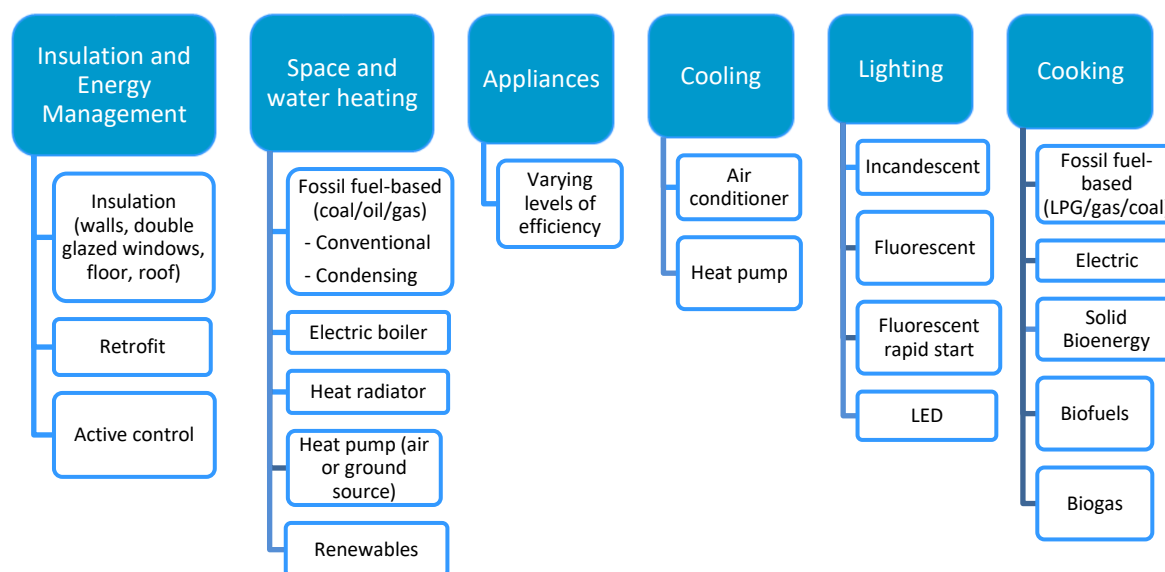 Insulation and
Energy
Management
Insulation
(walls, double
glazed windows,
floor, roof)
Retrofit
Active control
Space and
water heating
Fossil fuel-based
(coal/oil/gas)
- Conventional
- Condensing
Electric boiler
Heat radiator
Heat pump (air
or ground
source)
Renewables
Appliances
Varying
levels of
efficiency
Cooling
Air
conditioner
Heat pump
Lighting
Incandescent
Fluorescent
Fluorescent
rapid start
LED
Cooking
Fossil fuel-
based
(LPG/gas/coal
Electric
Solid
Bioenergy
Biofuels
Biogas